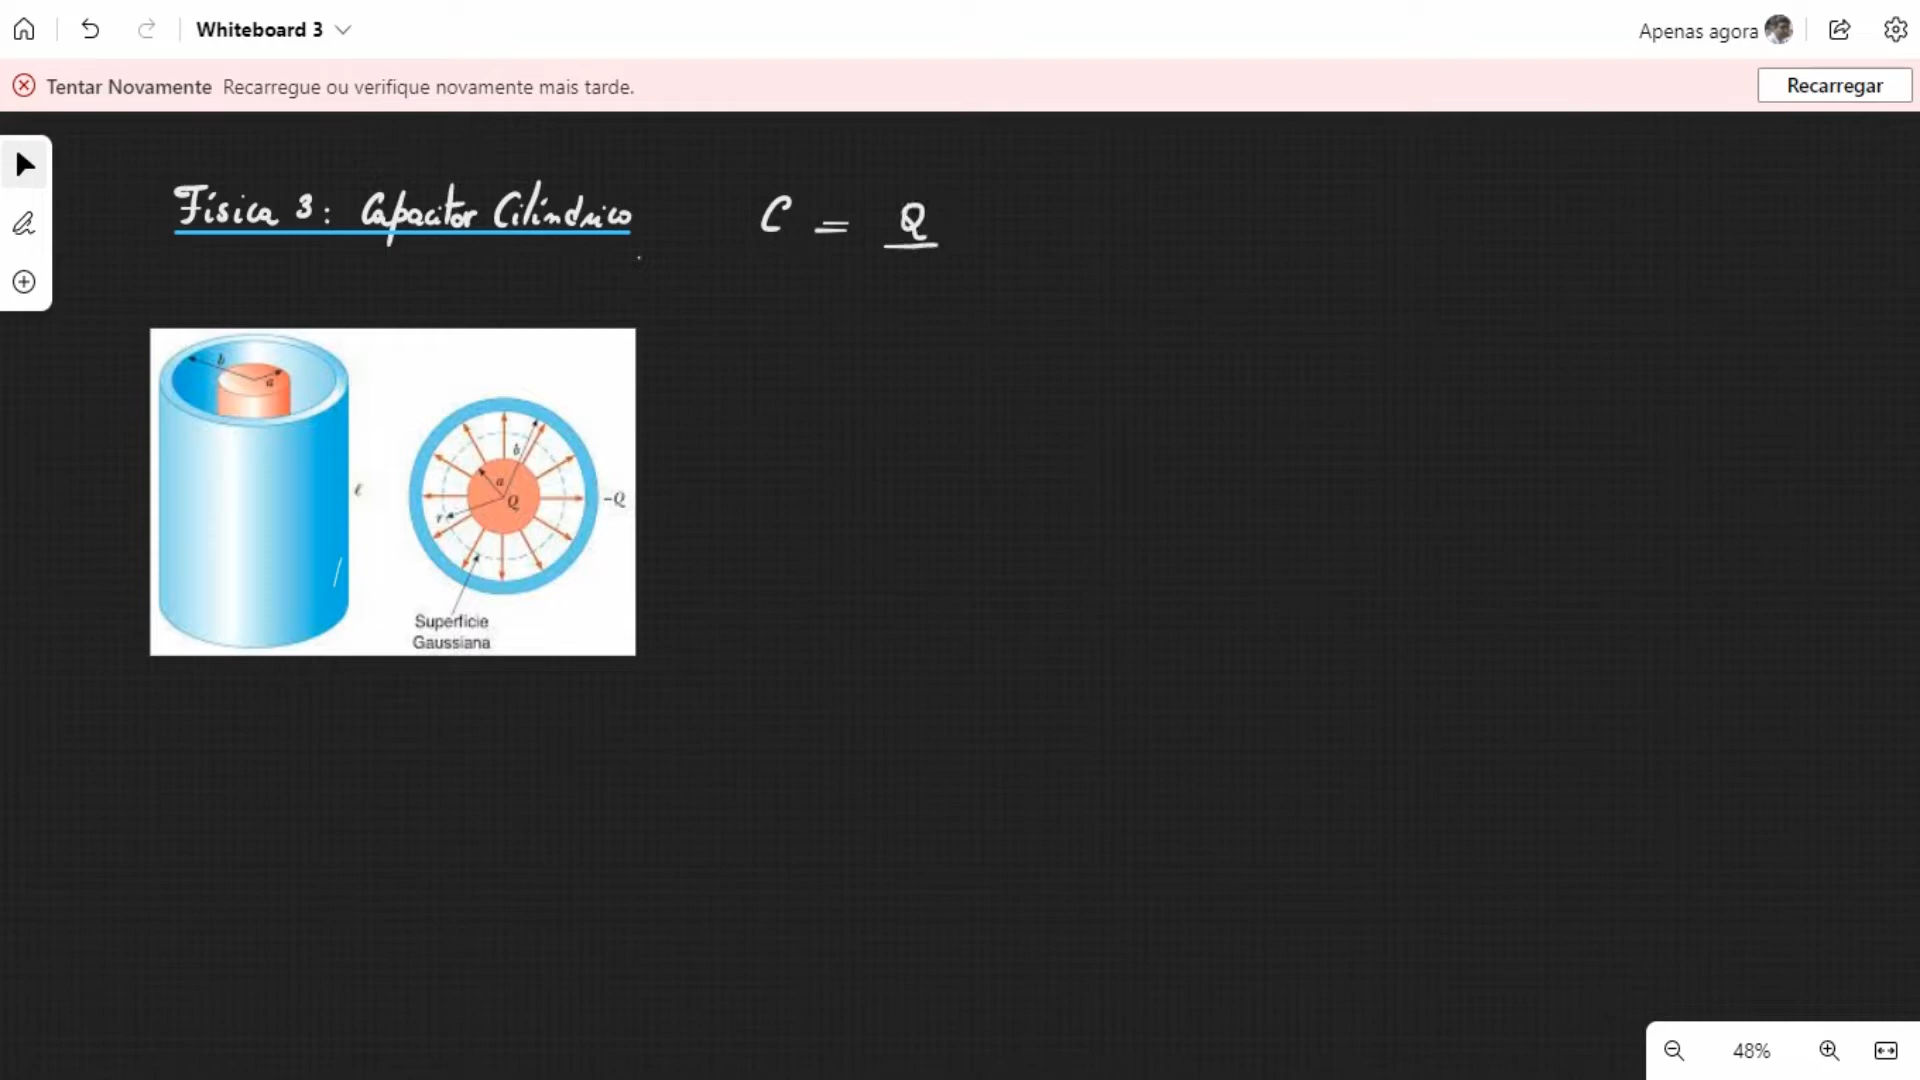 Whiteboard 3
Apenas agora
Tentar Novamente Recarregue ou verifique novamente mais tarde.
Recarregar
Física 3: Capacitor Cilíndrico
C = Q
b
a
ℓ
b
a
Q
r
-Q
Superfície
Gaussiana
48%